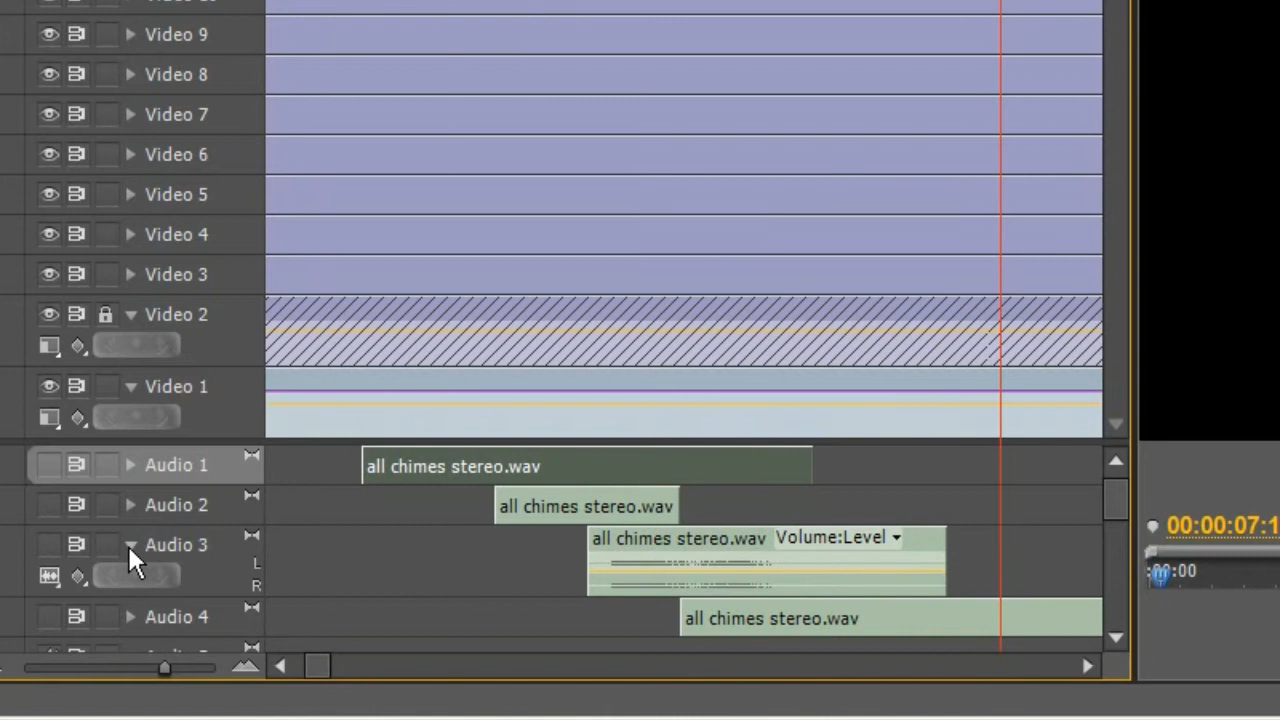 Video 9
Video 8
Video 7
Video 6
Video 5
Video 4
Video 3
Video 2
Video 1
Audio 1
all chimes stereo.wav
Audio 2
all chimes stereo.wav
Audio 3
L
R
all chimes stereo.wav Volume:Level
Audio 4
all chimes stereo.wav
00:00:07:1
:00:00